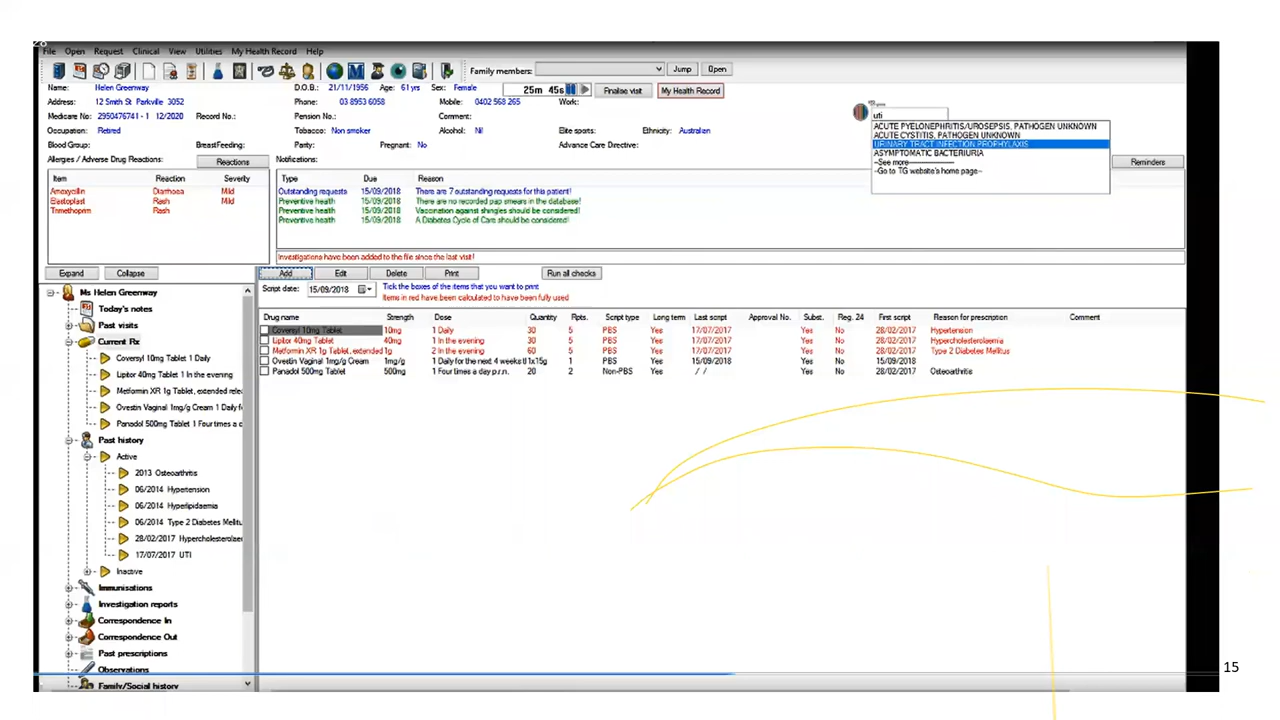 File Open Request Clinical View Utilities My Health Record Help
Family members: Jump Open
Name: Helen Greenway D.O.B.: 21/11/1956 Age: 61 yrs Sex: Female 25m 45s Finalise visit My Health Record
Address: 12 Smith St Parkville 3052 Phone: 03 8953 6058 Mobile: 0402 568 265 Work:
Medicare No: 2950476741 - 1 12/2020 Record No.: Pension No.: Comment:
Occupation: Retired Tobacco: Non smoker Alcohol: Nil Elite sports: Ethnicity: Australian
Blood Group: BreastFeeding: Party: Pregnant: No Advance Care Directive:
Allergies / Adverse Drug Reactions: Reactions Notifications:
uti
ACUTE PYELONEPHRITIS/UROSEPSIS, PATHOGEN UNKNOWN
ACUTE CYSTITIS, PATHOGEN UNKNOWN
URINARY TRACT INFECTION PROPHYLAXIS
ASYMPTOMATIC BACTERIURIA
--See more----------------
~Go to TG website's home page~
Reminders
Item Reaction Severity
Amoxycillin Diarrhoea Mild
Elastoplast Rash Mild
Trimethoprim Rash
Type Due Reason
Outstanding requests 15/09/2018 There are 7 outstanding requests for this patient!
Preventive health 15/09/2018 There are no recorded pap smears in the database!
Preventive health 15/09/2018 Vaccination against shingles should be considered!
Preventive health 15/09/2018 A Diabetes Cycle of Care should be considered!
Investigations have been added to the file since the last visit!
Expand Collapse Add Edit Delete Print Run all checks
Script date: 15/09/2018 Tick the boxes of the items that you want to print
Items in red have been calculated to have been fully used
Drug name Strength Dose Quantity Rpts. Script type Long term Last script Approval No. Subst. Reg. 24 First script Reason for prescription Comment
Coversyl 10mg Tablet 10mg 1 Daily 30 5 PBS Yes 17/07/2017 Yes No 28/02/2017 Hypertension
Lipitor 40mg Tablet 40mg 1 In the evening 30 5 PBS Yes 17/07/2017 Yes No 28/02/2017 Hypercholesterolaemia
Metformin XR 1g Tablet, extended 1g 2 In the evening 60 5 PBS Yes 17/07/2017 Yes No 28/02/2017 Type 2 Diabetes Mellitus
Ovestin Vaginal 1mg/g Cream 1mg/g 1 Daily for the next 4 weeks t 1x15g 1 PBS Yes 15/09/2018 Yes No 15/09/2018
Panadol 500mg Tablet 500mg 1 Four times a day p.r.n. 20 2 Non-PBS Yes / / Yes No 28/02/2017 Osteoarthritis
Ms Helen Greenway
Today's notes
Past visits
Current Rx
Coversyl 10mg Tablet 1 Daily
Lipitor 40mg Tablet 1 In the evening
Metformin XR 1g Tablet, extended relea
Ovestin Vaginal 1mg/g Cream 1 Daily f
Panadol 500mg Tablet 1 Four times a d
Past history
Active
2013 Osteoarthritis
06/2014 Hypertension
06/2014 Hyperlipidaemia
06/2014 Type 2 Diabetes Mellitu
28/02/2017 Hypercholesterolaem
17/07/2017 UTI
Inactive
Immunisations
Investigation reports
Correspondence In
Correspondence Out
Past prescriptions
Observations
Family/Social history
15